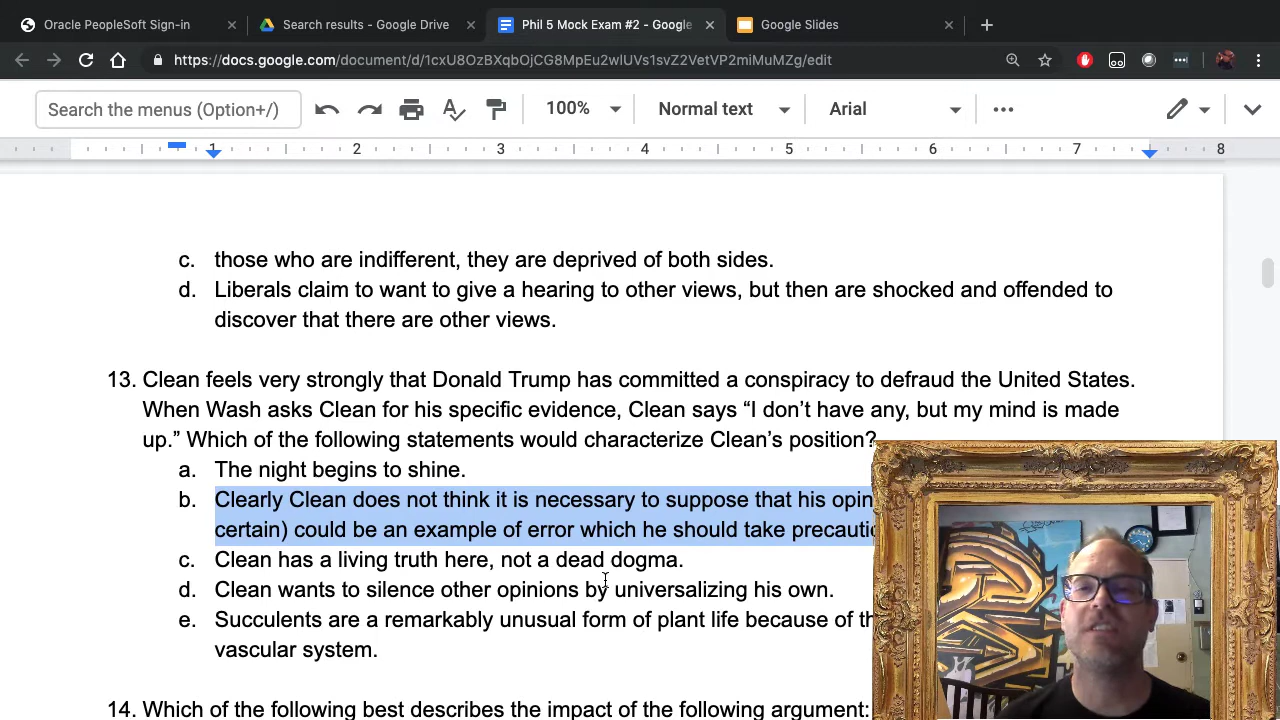 Oracle PeopleSoft Sign-in
Search results - Google Drive
Phil 5 Mock Exam #2 - Google
Google Slides
https://docs.google.com/document/d/1cxU8OzBXqbOjCG8MpEu2wlUVs1svZ2VetVP2miMuMZg/edit
Search the menus (Option+/)
100%
Normal text
Arial
1 2 3 4 5 6 7 8
c. those who are indifferent, they are deprived of both sides.
d. Liberals claim to want to give a hearing to other views, but then are shocked and offended to
discover that there are other views.
13. Clean feels very strongly that Donald Trump has committed a conspiracy to defraud the United States.
When Wash asks Clean for his specific evidence, Clean says “I don’t have any, but my mind is made
up.” Which of the following statements would characterize Clean’s position?
a. The night begins to shine.
b. Clearly Clean does not think it is necessary to suppose that his opin
certain) could be an example of error which he should take precautio
c. Clean has a living truth here, not a dead dogma.
d. Clean wants to silence other opinions by universalizing his own.
e. Succulents are a remarkably unusual form of plant life because of th
vascular system.
14. Which of the following best describes the impact of the following argument: